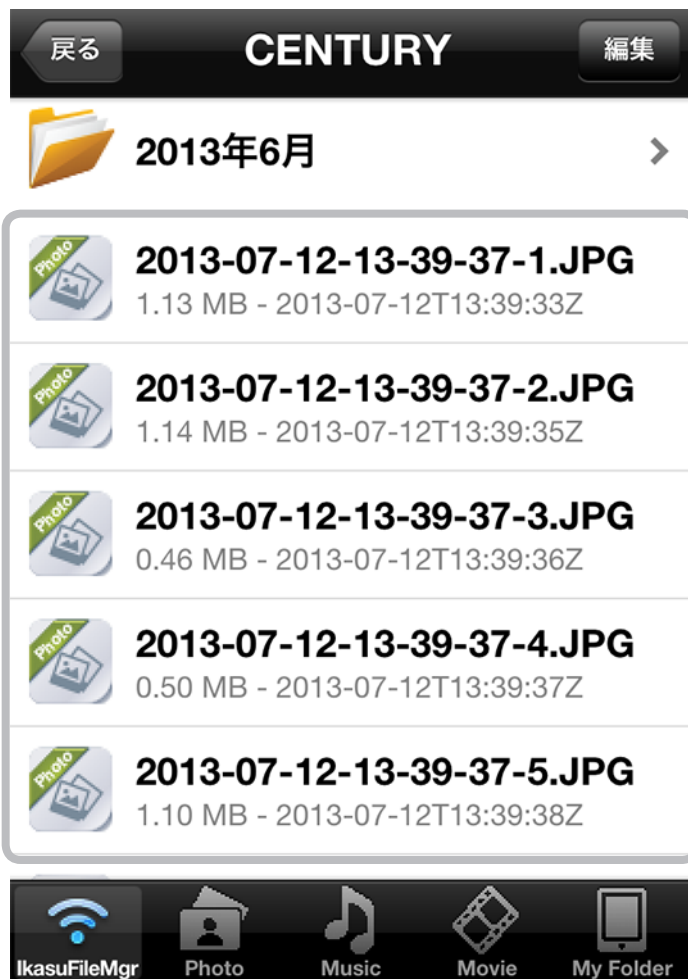 戻る
CENTURY
編集
2013年6月
Photo
2013-07-12-13-39-37-1.JPG
1.13 MB - 2013-07-12T13:39:33Z
Photo
2013-07-12-13-39-37-2.JPG
1.14 MB - 2013-07-12T13:39:35Z
Photo
2013-07-12-13-39-37-3.JPG
0.46 MB - 2013-07-12T13:39:36Z
Photo
2013-07-12-13-39-37-4.JPG
0.50 MB - 2013-07-12T13:39:37Z
Photo
2013-07-12-13-39-37-5.JPG
1.10 MB - 2013-07-12T13:39:38Z
IkasuFileMgr
Photo
Music
Movie
My Folder